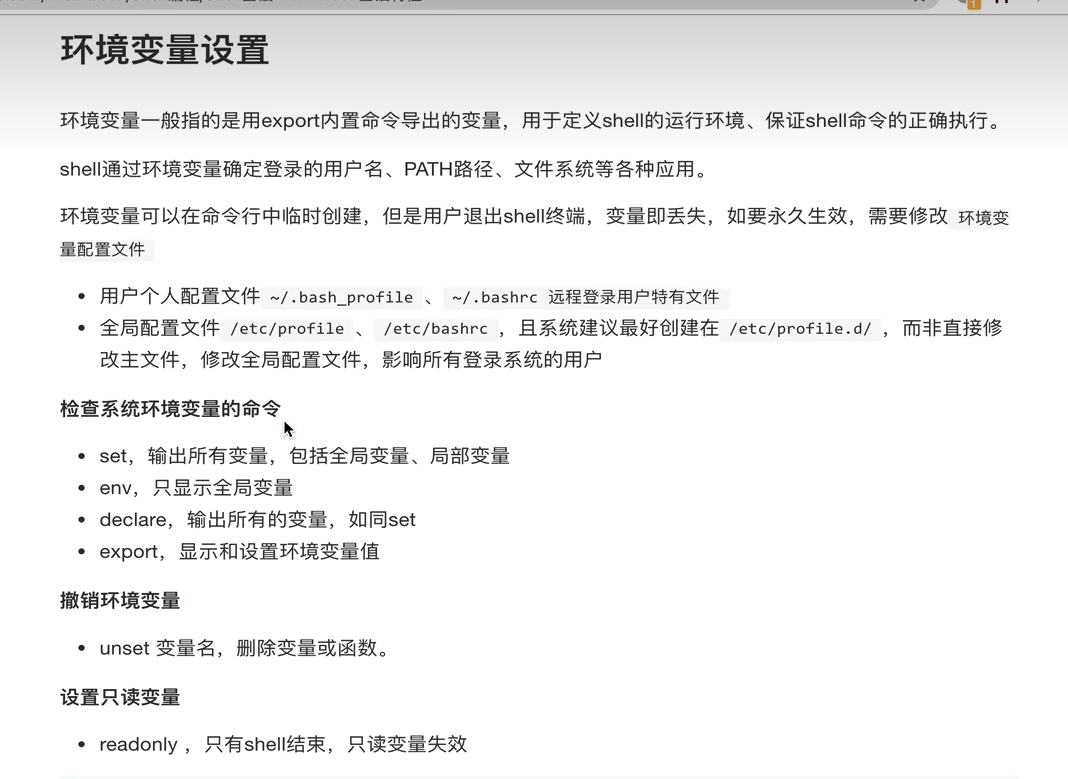 环境变量设置
环境变量一般指的是用export内置命令导出的变量，用于定义shell的运行环境、保证shell命令的正确执行。
shell通过环境变量确定登录的用户名、PATH路径、文件系统等各种应用。
环境变量可以在命令行中临时创建，但是用户退出shell终端，变量即丢失，如要永久生效，需要修改 环境变
量配置文件
• 用户个人配置文件 ~/.bash_profile 、 ~/.bashrc 远程登录用户特有文件
• 全局配置文件 /etc/profile 、 /etc/bashrc ，且系统建议最好创建在 /etc/profile.d/ ，而非直接修
改主文件，修改全局配置文件，影响所有登录系统的用户
检查系统环境变量的命令
• set，输出所有变量，包括全局变量、局部变量
• env，只显示全局变量
• declare，输出所有的变量，如同set
• export，显示和设置环境变量值
撤销环境变量
• unset 变量名，删除变量或函数。
设置只读变量
• readonly ，只有shell结束，只读变量失效